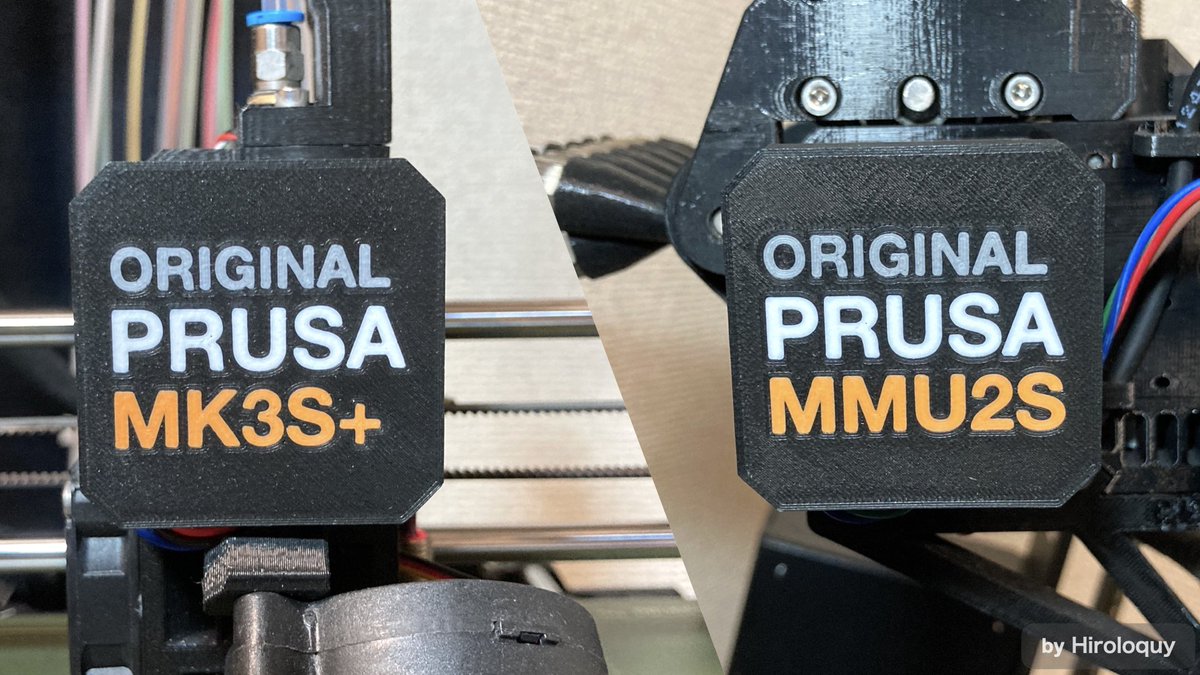 ORIGINAL
PRUSA
MK3S+
ORIGINAL
PRUSA
MMU2S
by Hiroloquy